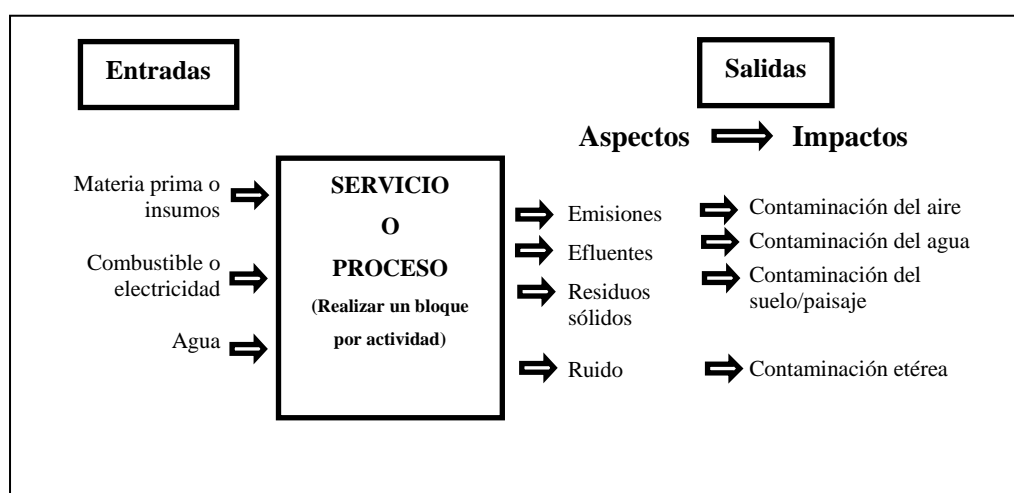 Entradas
Salidas
Aspectos
Impactos
Materia prima o
insumos
Combustible o
electricidad
Agua
SERVICIO
O
PROCESO
(Realizar un bloque
por actividad)
Emisiones
Efluentes
Residuos
sólidos
Ruido
Contaminación del aire
Contaminación del agua
Contaminación del
suelo/paisaje
Contaminación etérea